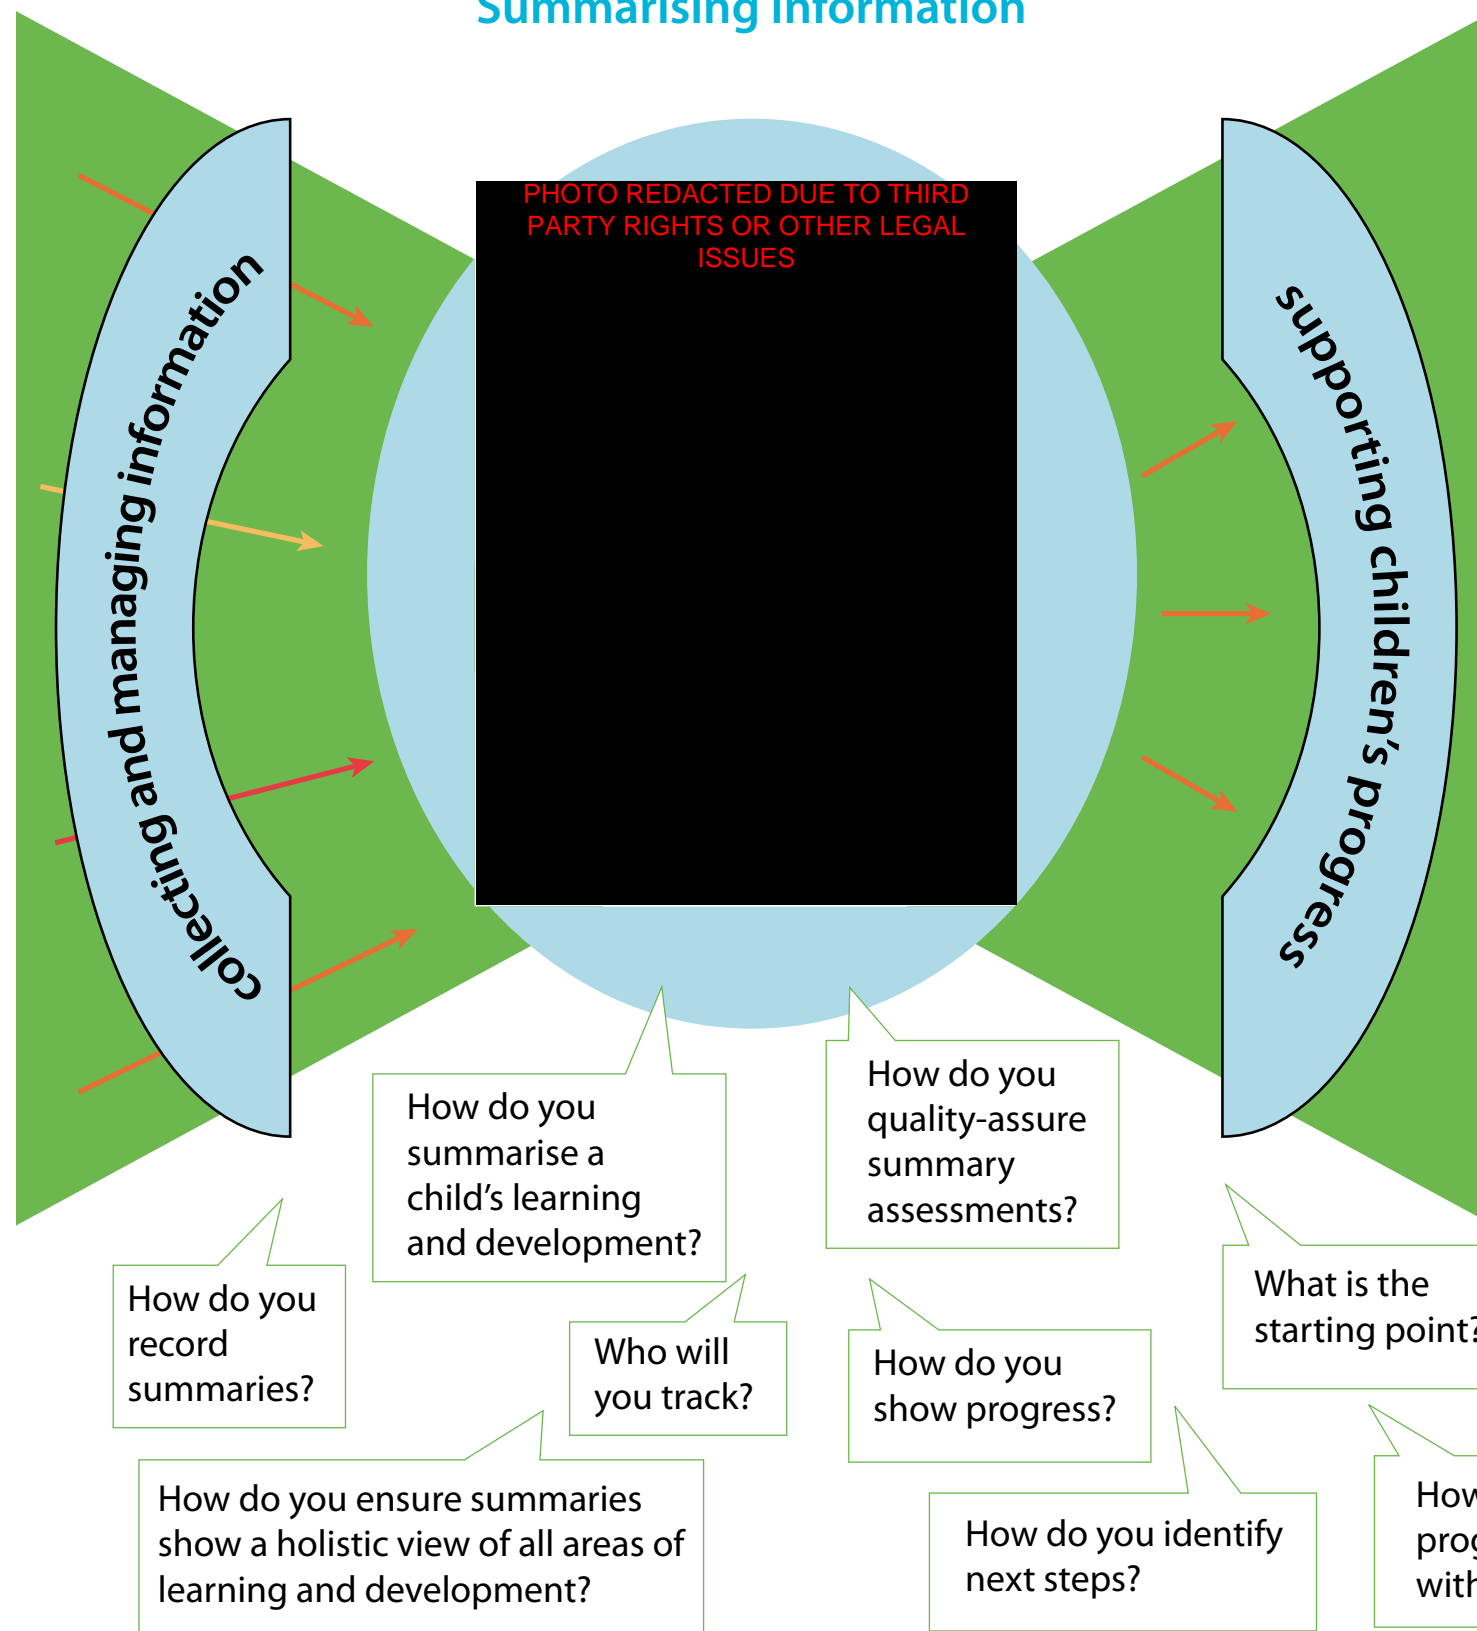 Summarising information
PHOTO REDACTED DUE TO THIRD
PARTY RIGHTS OR OTHER LEGAL
ISSUES
collecting and managing information
supporting children's progress
How do you
summarise a
child's learning
and development?
How do you
quality-assure
summary
assessments?
How do you
record
summaries?
Who will
you track?
How do you
show progress?
What is the
starting point?
How do you ensure summaries
show a holistic view of all areas of
learning and development?
How do you identify
next steps?